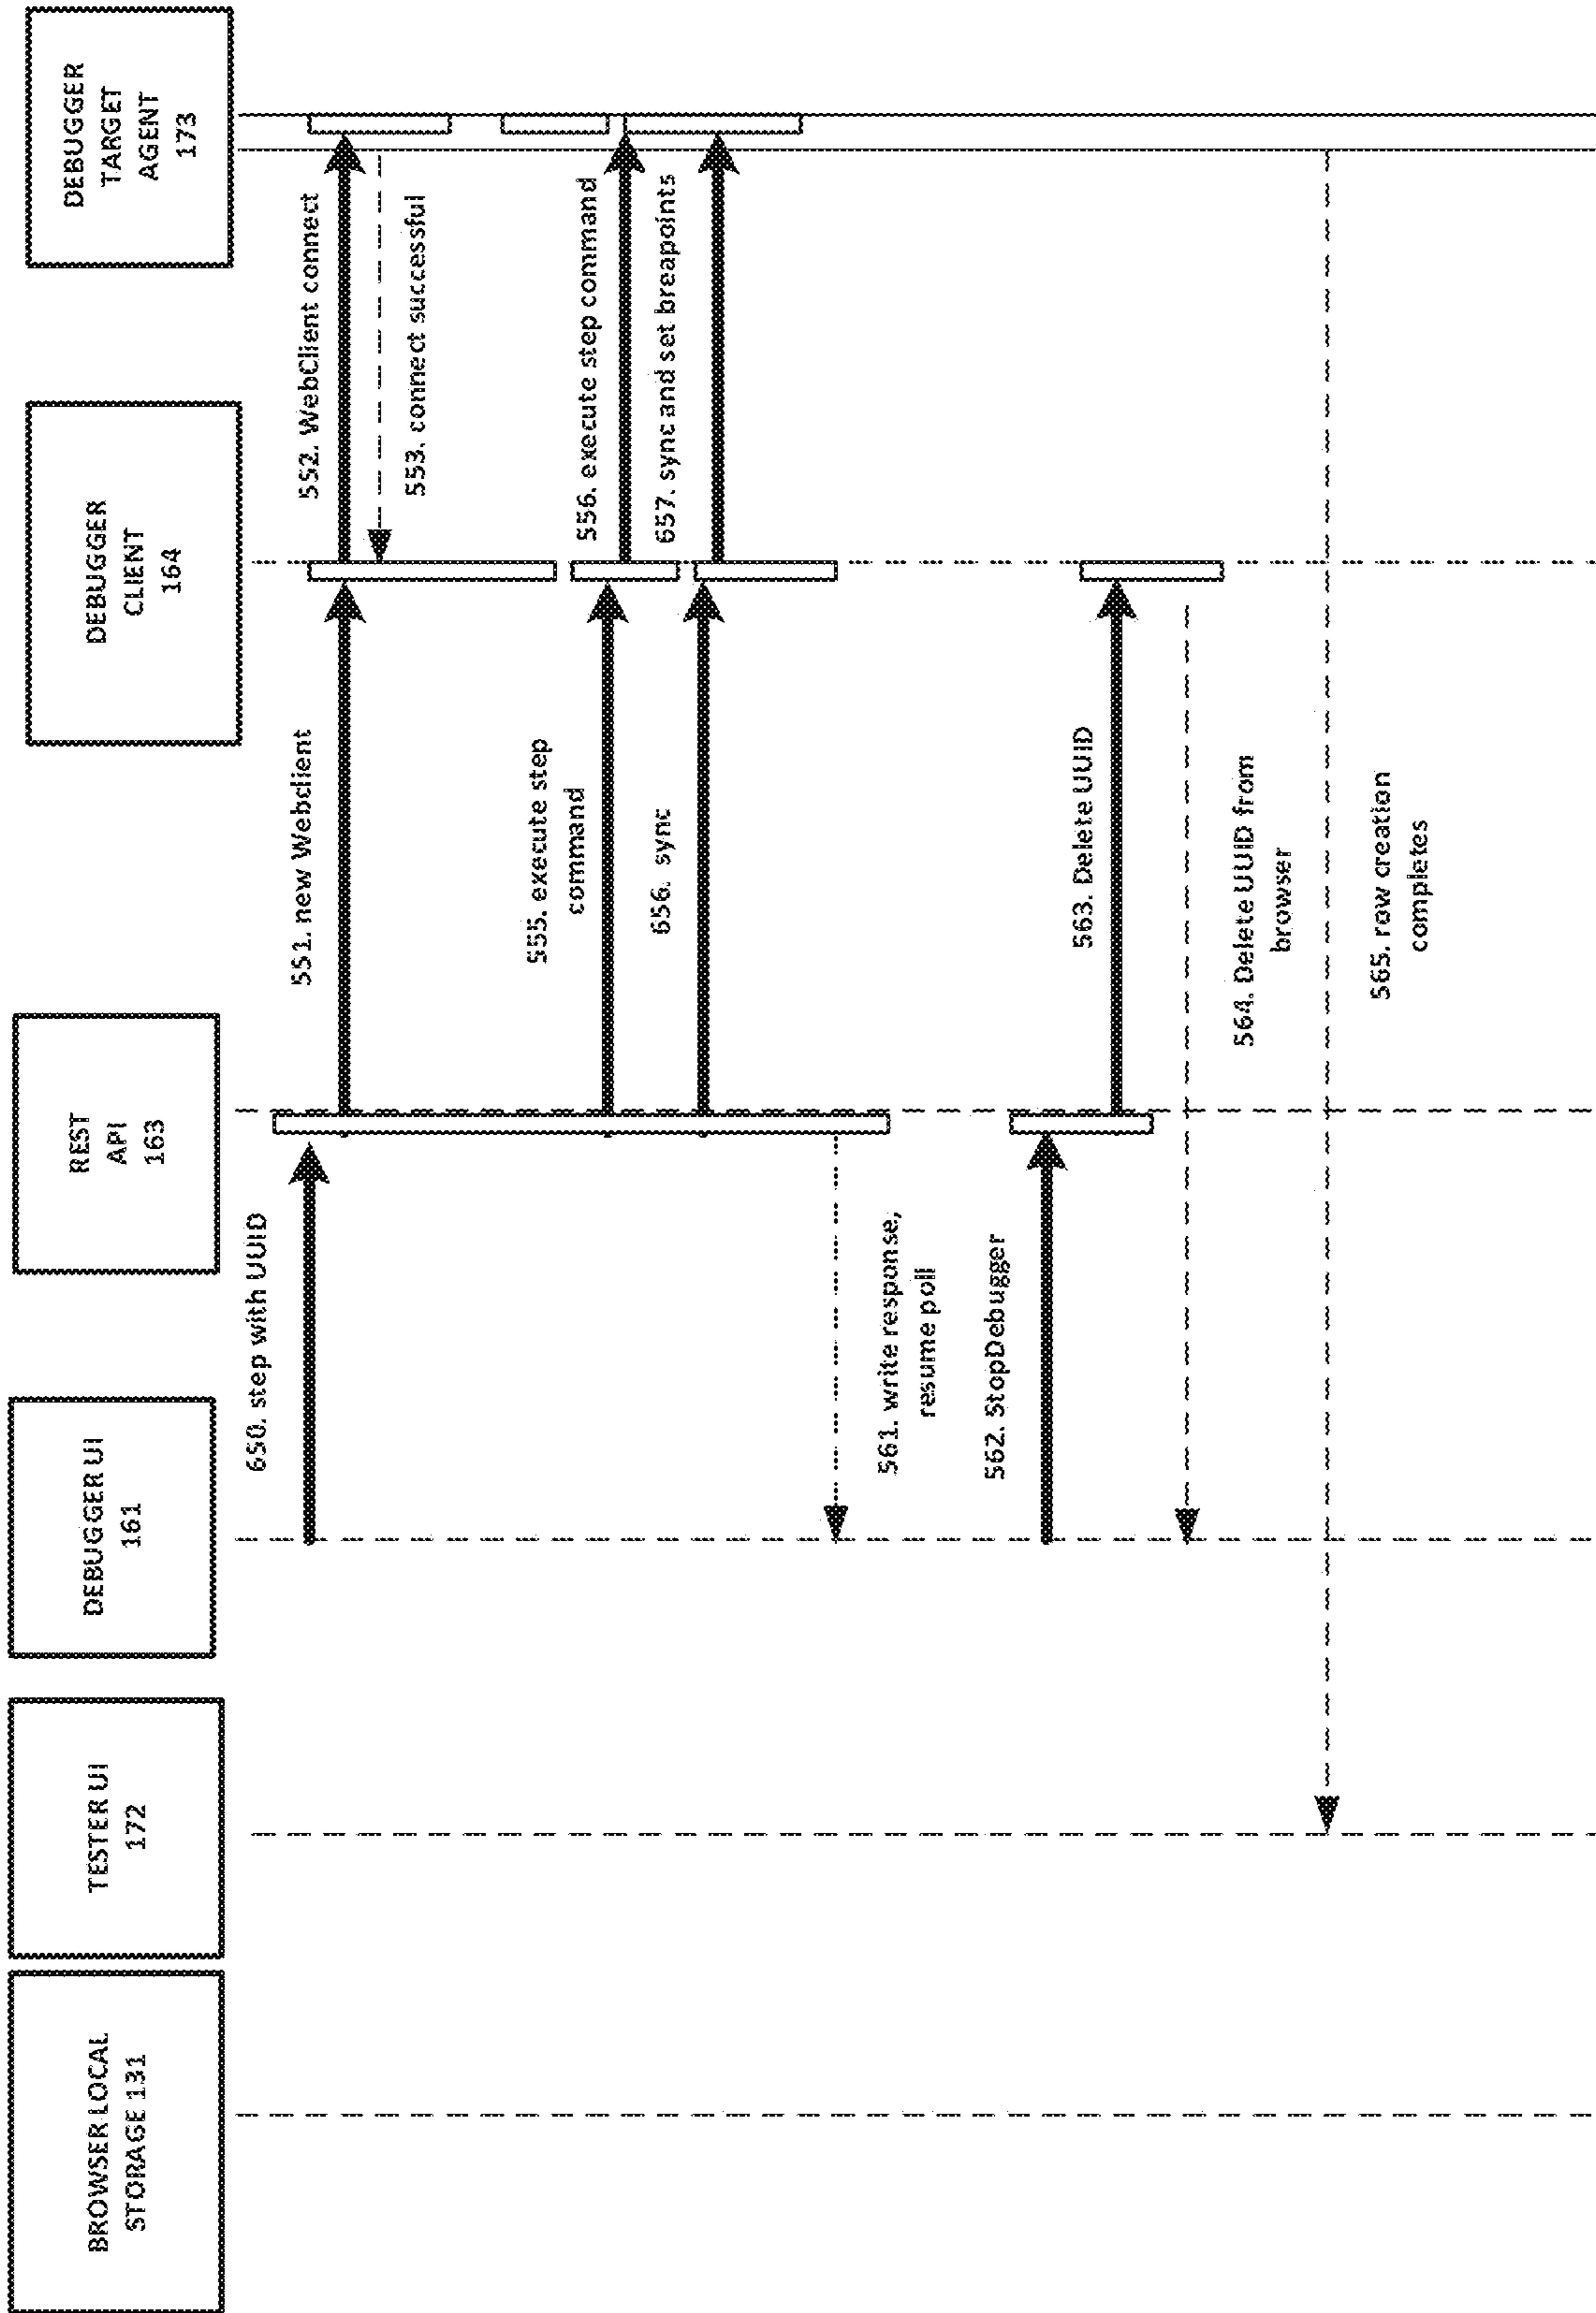 BROWSER LOCAL
STORAGE 131
TESTER UI
172
DEBUGGER UI
161
REST
API
163
DEBUGGER
CLIENT
164
DEBUGGER
TARGET
AGENT
173
650. step with UUID
551. new Webclient
552. WebClient connect
553. connect successful
555. execute step
command
556. execute step command
656. sync
657. sync and set breapoints
561. write response,
resume poll
562. StopDebugger
563. Delete UUID
564. Delete UUID from
browser
565. row creation
completes